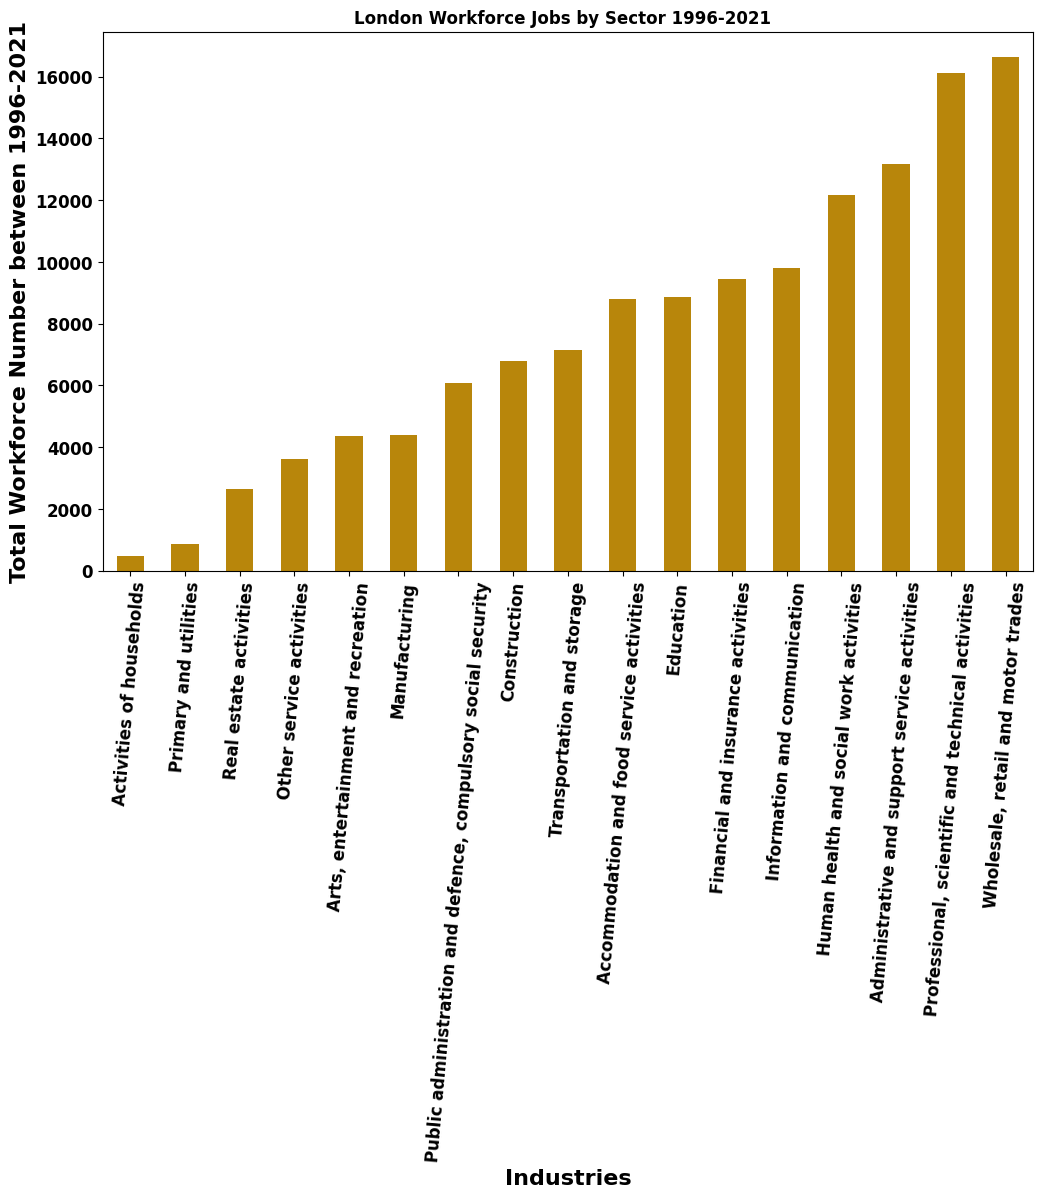 London Workforce Jobs by Sector 1996-2021
Total Workforce Number between 1996-2021
16000
14000
12000
10000
8000
6000
4000
2000
0
Activities of households
Primary and utilities
Real estate activities
Other service activities
Arts, entertainment and recreation
Manufacturing
Public administration and defence, compulsory social security
Construction
Transportation and storage
Accommodation and food service activities
Education
Financial and insurance activities
Information and communication
Human health and social work activities
Administrative and support service activities
Professional, scientific and technical activities
Wholesale, retail and motor trades
Industries